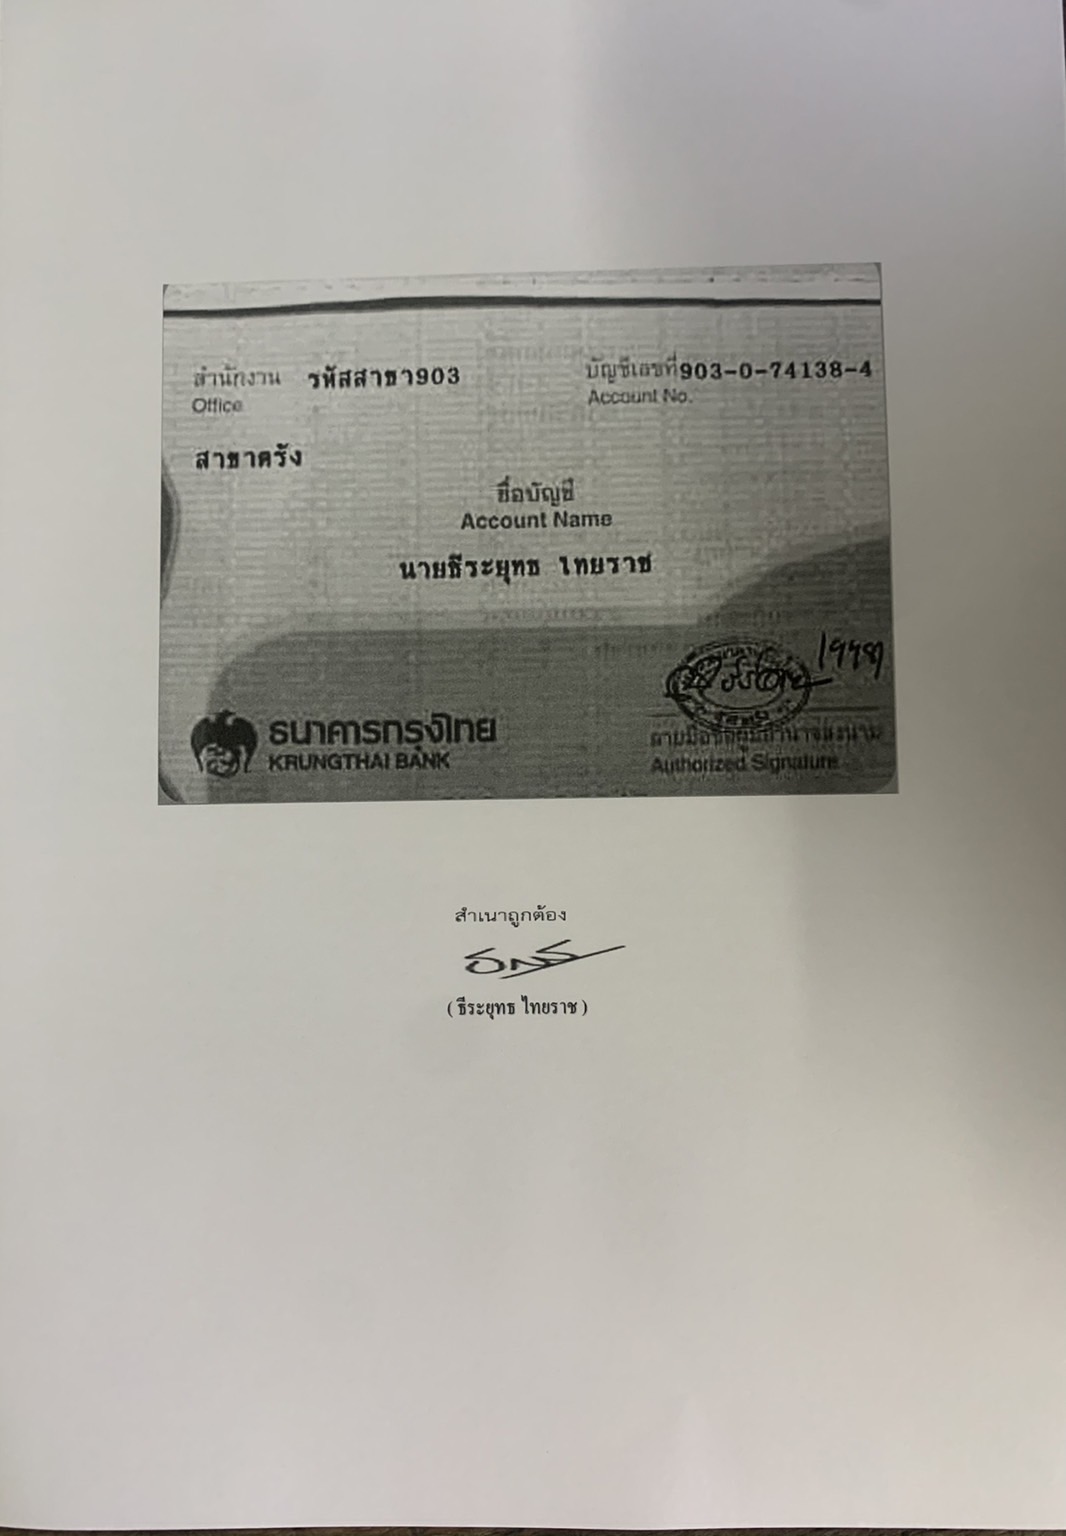 สำนักงาน รหัสสาขา903 บัญชีเลขที่903-0-74138-4
Office Account No.
สาขาตรัง
ชื่อบัญชี
Account Name
นายธีระยุทธ ไทยราช
ธนาคารกรุงไทย
KRUNGTHAI BANK
ลายมือชื่อผู้มีอำนาจลงนาม
Authorized Signature
สำเนาถูกต้อง
( ธีระยุทธ ไทยราช )